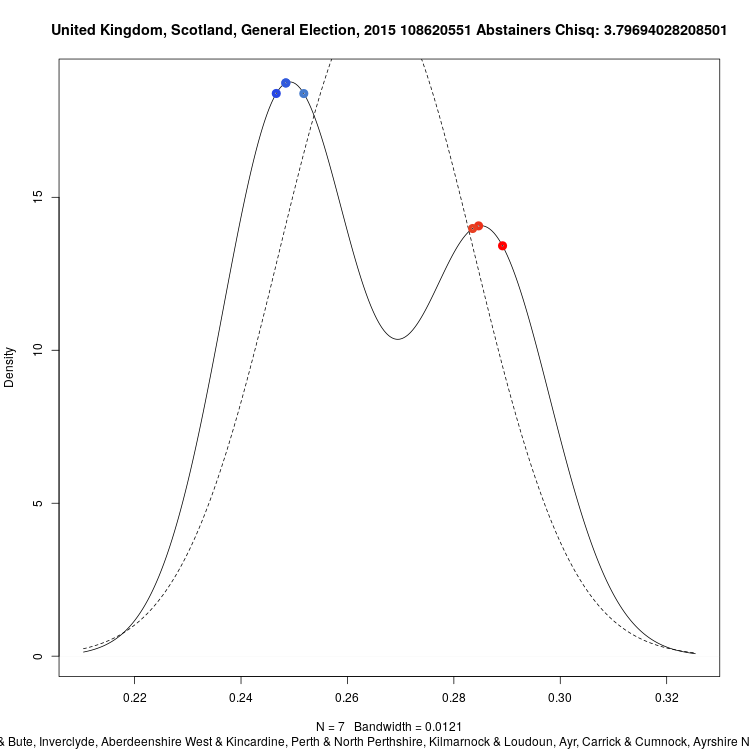 United Kingdom, Scotland, General Election, 2015 108620551 Abstainers Chisq: 3.79694028208501
15
10
5
0
Density
0.22 0.24 0.26 0.28 0.30 0.32
N = 7 Bandwidth = 0.0121
& Bute, Inverclyde, Aberdeenshire West & Kincardine, Perth & North Perthshire, Kilmarnock & Loudoun, Ayr, Carrick & Cumnock, Ayrshire N